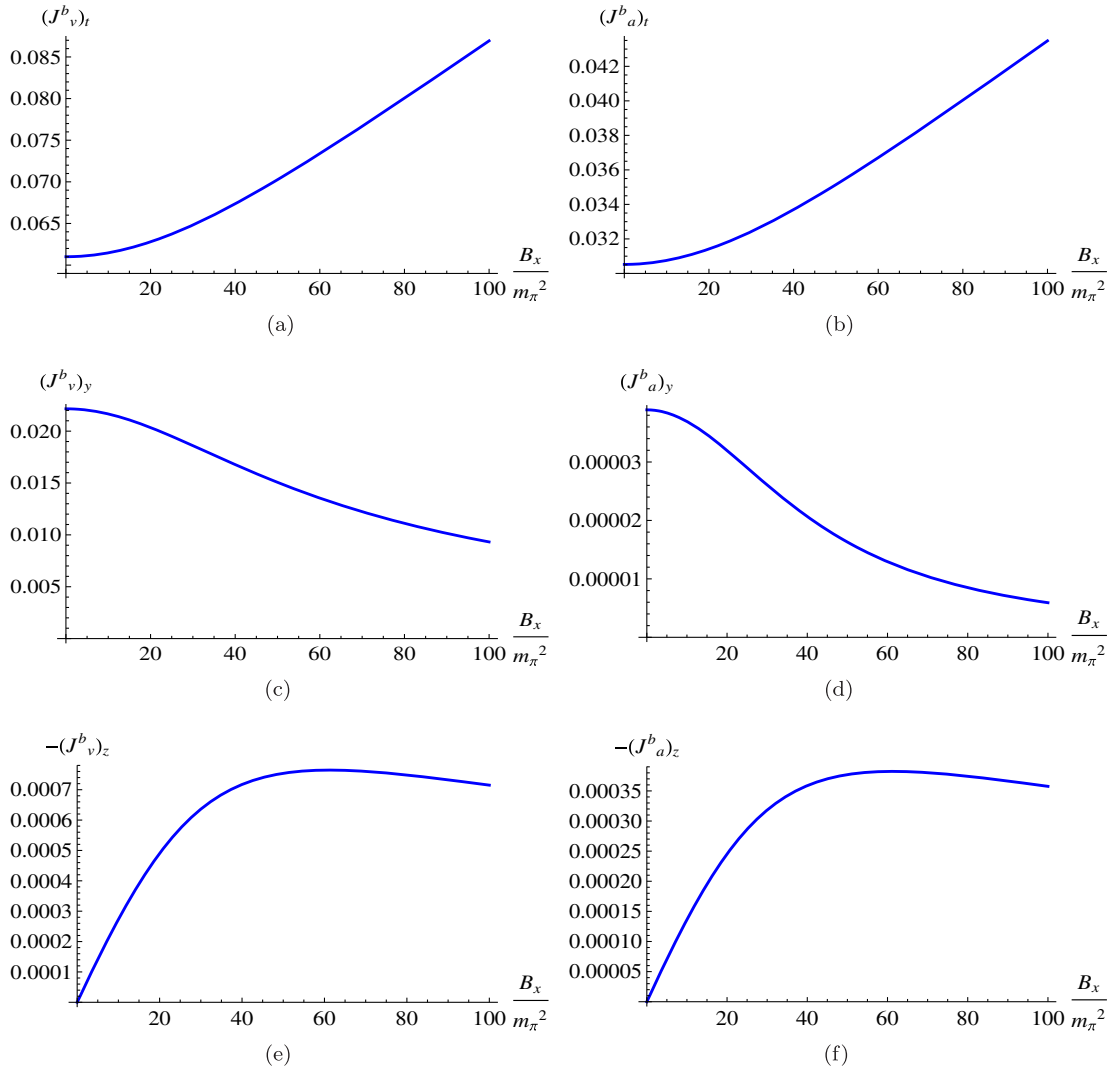 (J^b_v)_t
0.085
0.080
0.075
0.070
0.065
20 40 60 80 100
B_x / m_π^2
(a)
(J^b_a)_t
0.042
0.040
0.038
0.036
0.034
0.032
20 40 60 80 100
B_x / m_π^2
(b)
(J^b_v)_y
0.020
0.015
0.010
0.005
20 40 60 80 100
B_x / m_π^2
(c)
(J^b_a)_y
0.00003
0.00002
0.00001
20 40 60 80 100
B_x / m_π^2
(d)
−(J^b_v)_z
0.0007
0.0006
0.0005
0.0004
0.0003
0.0002
0.0001
20 40 60 80 100
B_x / m_π^2
(e)
−(J^b_a)_z
0.00035
0.00030
0.00025
0.00020
0.00015
0.00010
0.00005
20 40 60 80 100
B_x / m_π^2
(f)